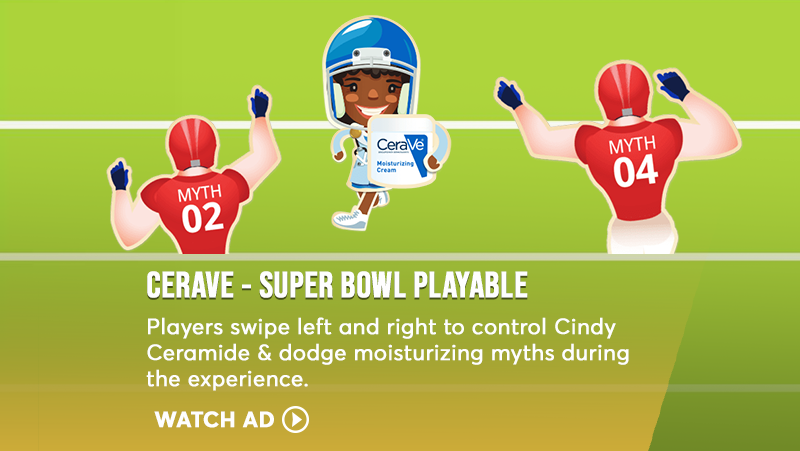 CeraVe
Moisturizing
Cream
MYTH
02
MYTH
04
CERAVE - SUPER BOWL PLAYABLE
Players swipe left and right to control Cindy
Ceramide & dodge moisturizing myths during
the experience.
WATCH AD